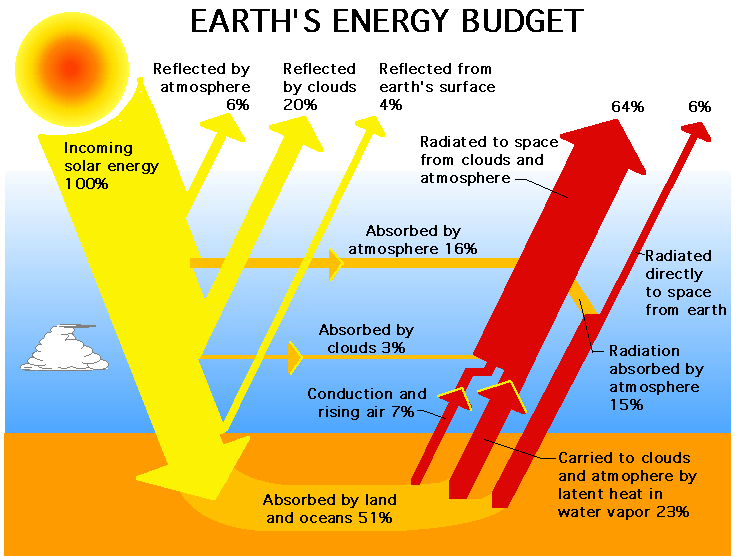 EARTH'S ENERGY BUDGET
Reflected by
atmosphere
6%
Reflected
by clouds
20%
Reflected from
earth's surface
4%
64%
6%
Incoming
solar energy
100%
Radiated to space
from clouds and
atmosphere
Absorbed by
atmosphere 16%
Radiated
directly
to space
from earth
Absorbed by
clouds 3%
Radiation
absorbed by
atmosphere
15%
Conduction and
rising air 7%
Carried to clouds
and atmophere by
latent heat in
water vapor 23%
Absorbed by land
and oceans 51%